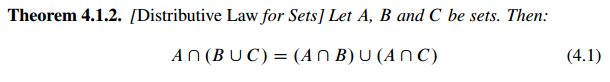 Theorem 4.1.2. [Distributive Law for Sets] Let A, B and C be sets. Then:
A ∩ (B ∪ C) = (A ∩ B) ∪ (A ∩ C) (4.1)